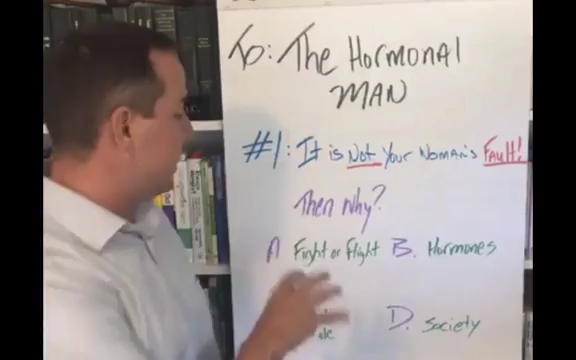 To: The Hormonal
MAN
#1: It is Not Your Woman's Fault!
Then Why?
A Fight or Flight B. Hormones
D. Society